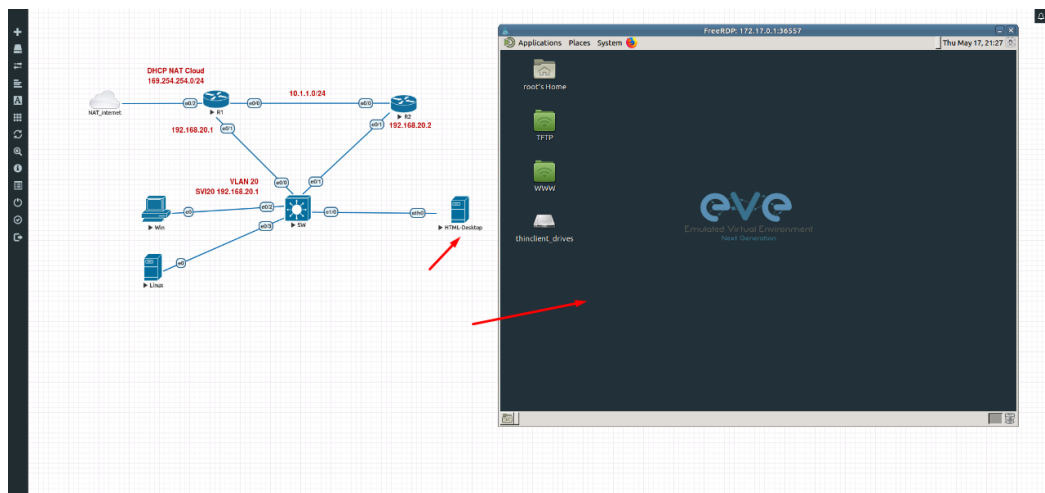 FreeRDP: 172.17.0.1:36557
Applications Places System
Thu May 17, 21:27
DHCP NAT Cloud
169.254.254.0/24
root's Home
10.1.1.0/24
e0/2
e0/0
e0/0
NAT_internet
R1
R2
192.168.20.1
e0/1
e0/1
192.168.20.2
TFTP
VLAN 20
SVI20 192.168.20.1
e0/0
e0/1
WWW
eve
Emulated Virtual Environment
Next Generation
e0
e0/2
e1/0
eth0
Win
e0/3
SW
HTML-Desktop
thinclient_drives
e0
Linux